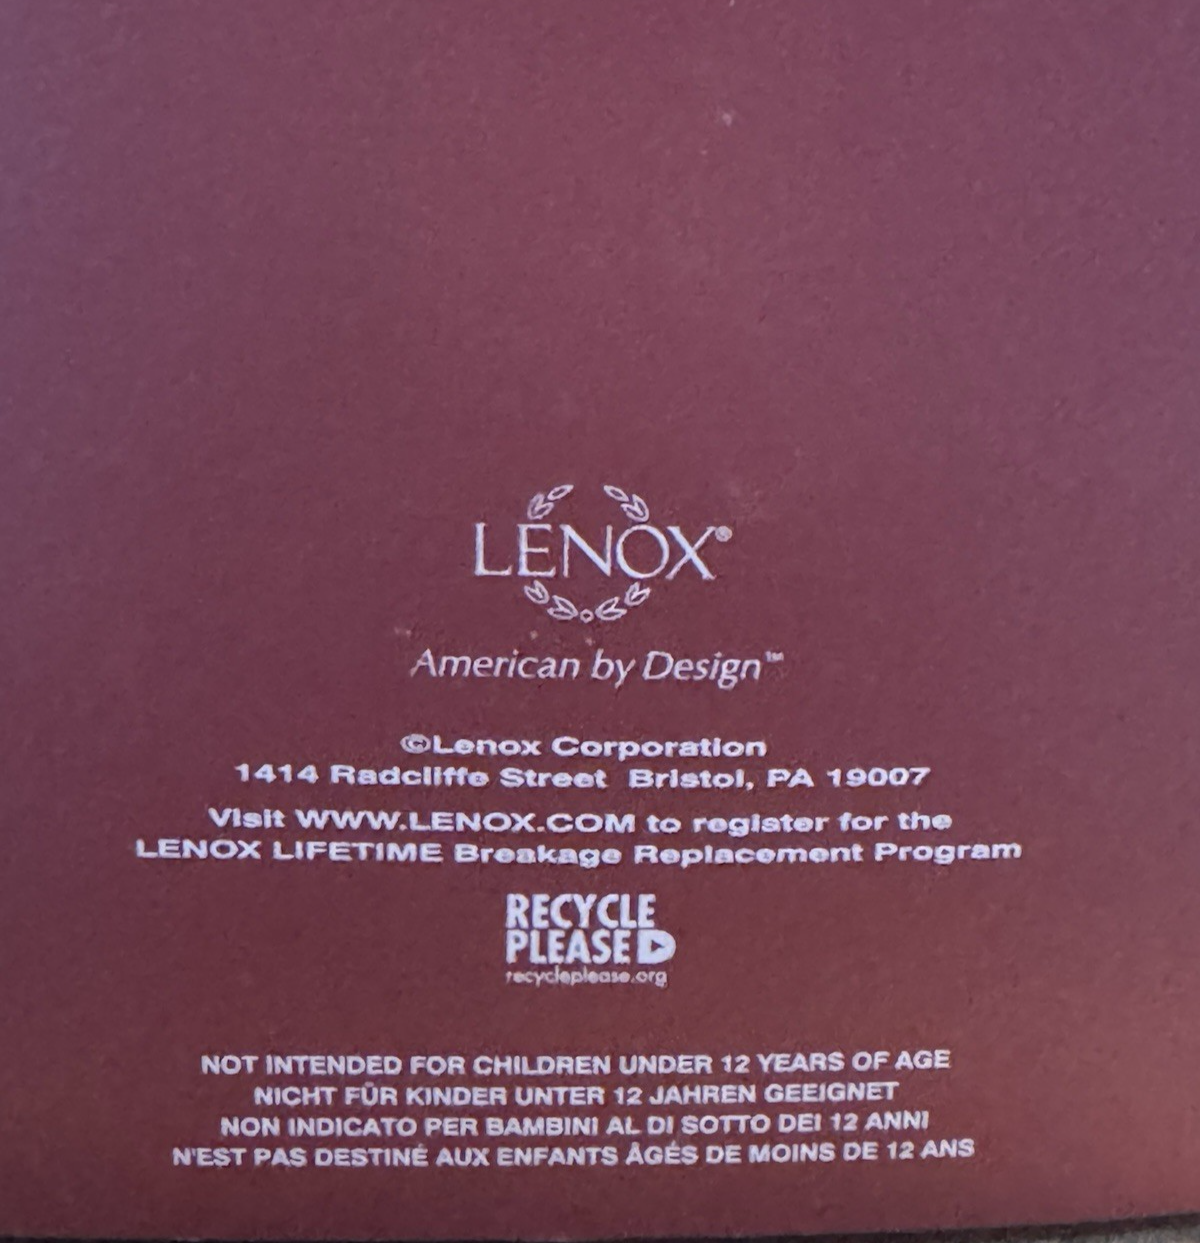 LENOX®
American by Design™
©Lenox Corporation
1414 Radcliffe Street Bristol, PA 19007
Visit WWW.LENOX.COM to register for the
LENOX LIFETIME Breakage Replacement Program
RECYCLE
PLEASE
recycleplease.org
NOT INTENDED FOR CHILDREN UNDER 12 YEARS OF AGE
NICHT FÜR KINDER UNTER 12 JAHREN GEEIGNET
NON INDICATO PER BAMBINI AL DI SOTTO DEI 12 ANNI
N'EST PAS DESTINÉ AUX ENFANTS ÂGÉS DE MOINS DE 12 ANS